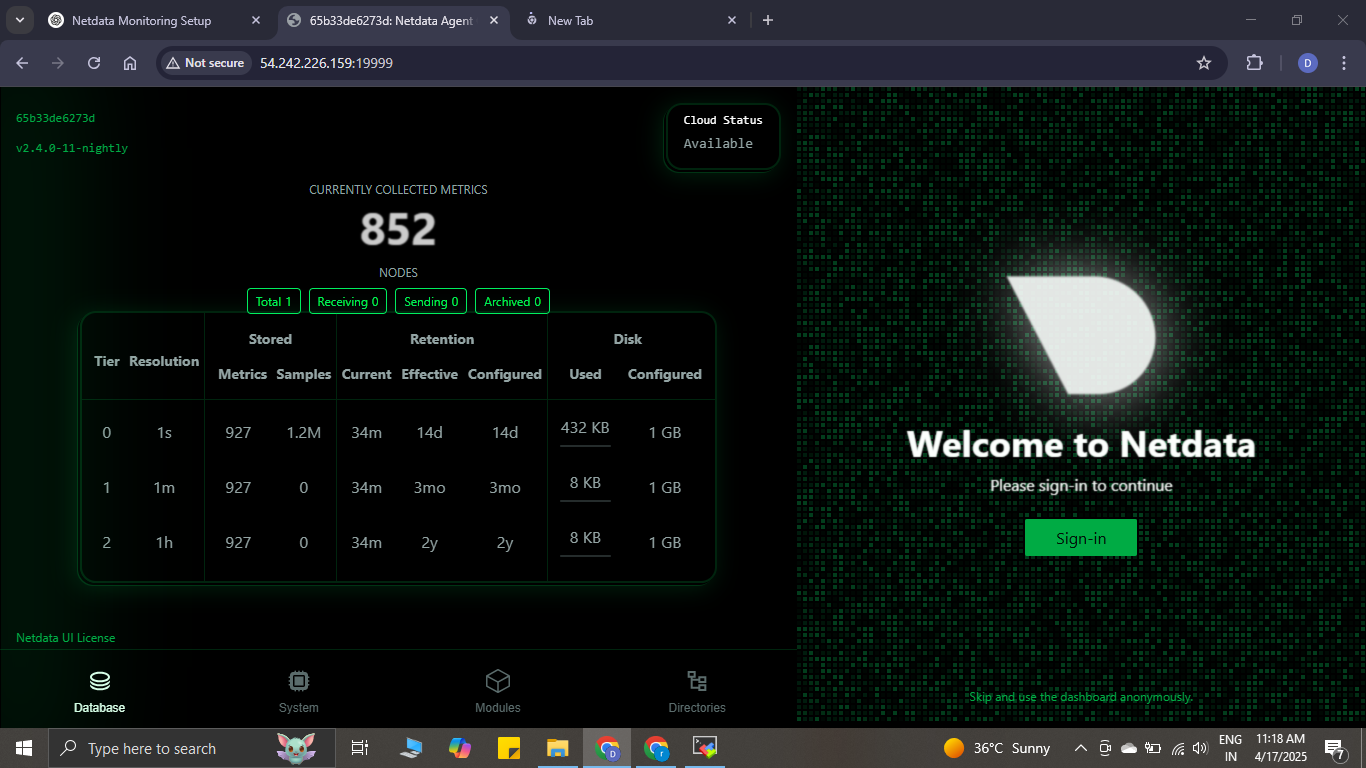 Netdata Monitoring Setup
65b33de6273d: Netdata Agent
New Tab
Not secure
54.242.226.159:19999
D
65b33de6273d
v2.4.0-11-nightly
Cloud Status
Available
CURRENTLY COLLECTED METRICS
852
NODES
Total 1 Receiving 0 Sending 0 Archived 0
Stored Retention Disk
Tier Resolution
Metrics Samples Current Effective Configured Used Configured
0 1s 927 1.2M 34m 14d 14d 432 KB 1 GB
1 1m 927 0 34m 3mo 3mo 8 KB 1 GB
2 1h 927 0 34m 2y 2y 8 KB 1 GB
Netdata UI License
Database System Modules Directories
Welcome to Netdata
Please sign-in to continue
Sign-in
Skip and use the dashboard anonymously.
Type here to search
D
r
36°C Sunny
ENG
IN
11:18 AM
4/17/2025
7